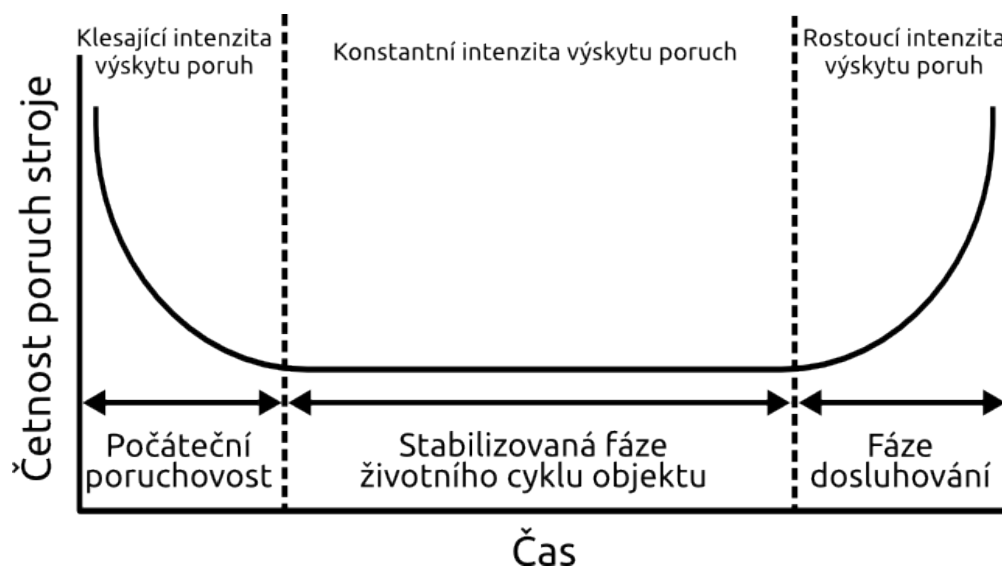 Klesající intenzita
výskytu poruh
Konstantní intenzita výskytu poruch
Rostoucí intenzita
výskytu poruh
Četnost poruch stroje
Počáteční
poruchovost
Stabilizovaná fáze
životního cyklu objektu
Fáze
dosluhování
Čas